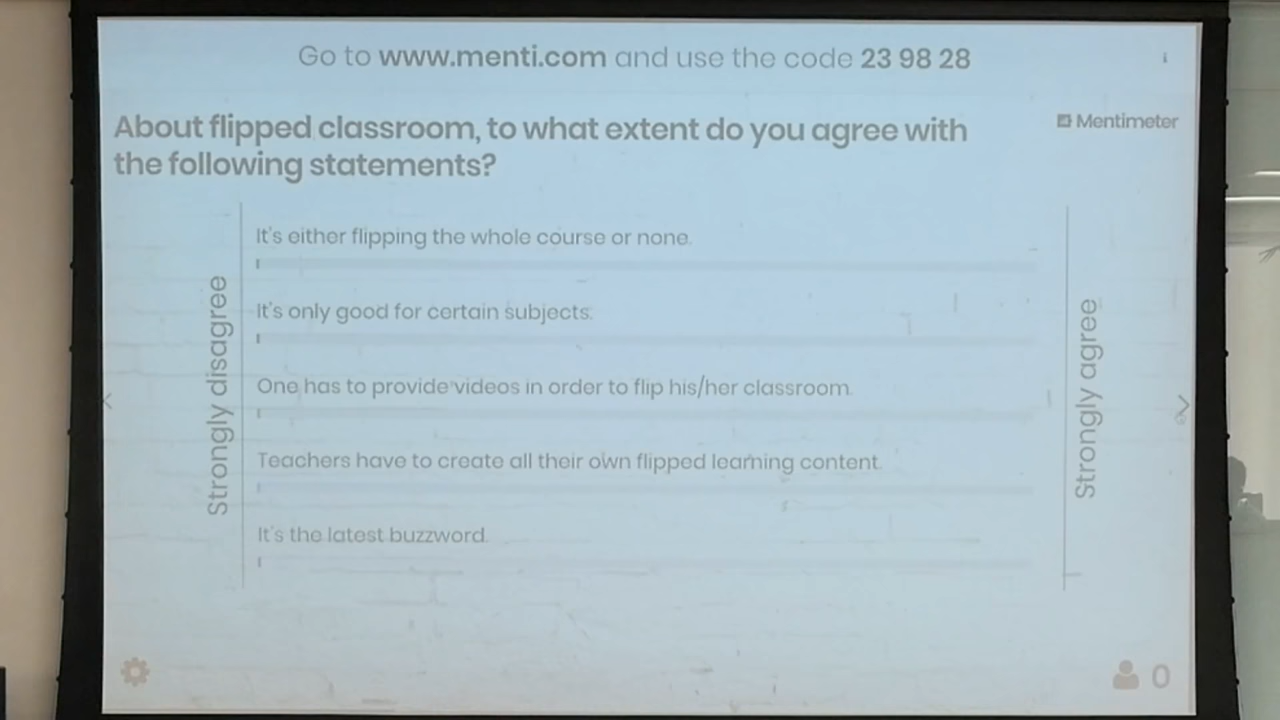 Go to www.menti.com and use the code 23 98 28
Mentimeter
About flipped classroom, to what extent do you agree with
the following statements?
Strongly disagree
It's either flipping the whole course or none.
It's only good for certain subjects.
One has to provide videos in order to flip his/her classroom.
Teachers have to create all their own flipped learning content.
It's the latest buzzword.
Strongly agree
0